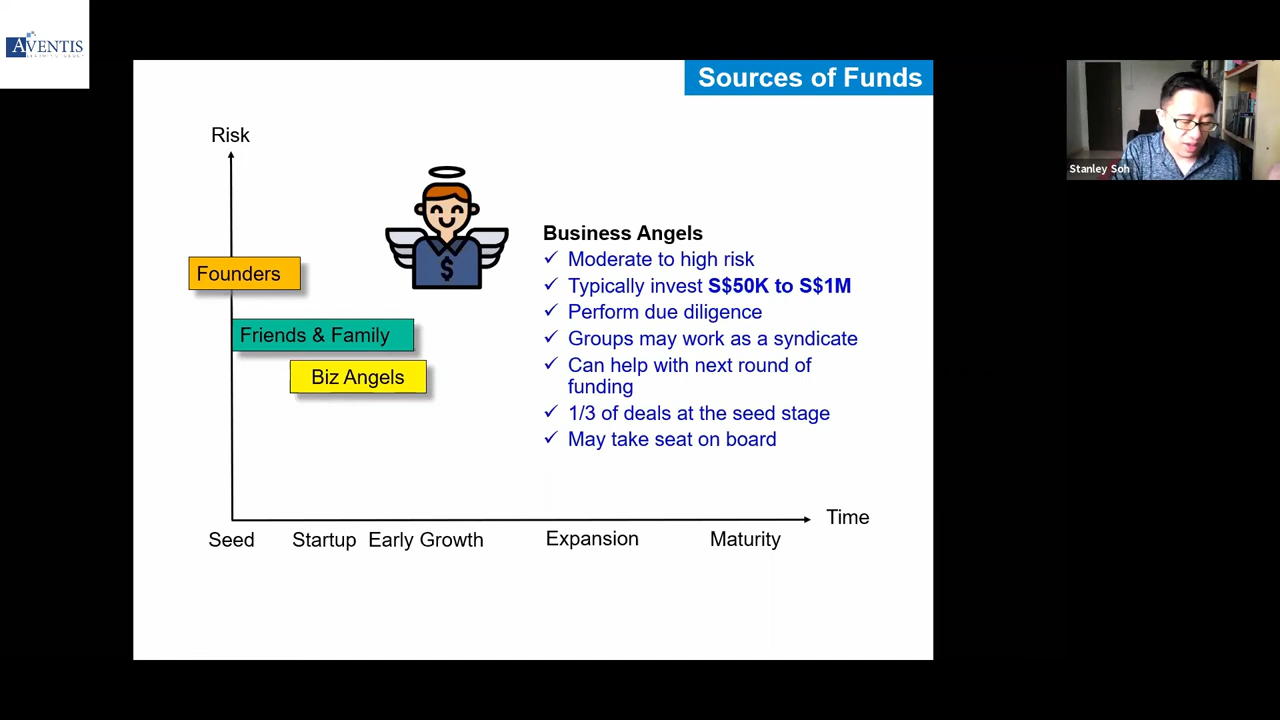 AVENTIS
Sources of Funds
Stanley Soh
Risk
Founders
Friends & Family
Biz Angels
$
Business Angels
✓ Moderate to high risk
✓ Typically invest S$50K to S$1M
✓ Perform due diligence
✓ Groups may work as a syndicate
✓ Can help with next round of
funding
✓ 1/3 of deals at the seed stage
✓ May take seat on board
Time
Seed Startup Early Growth Expansion Maturity